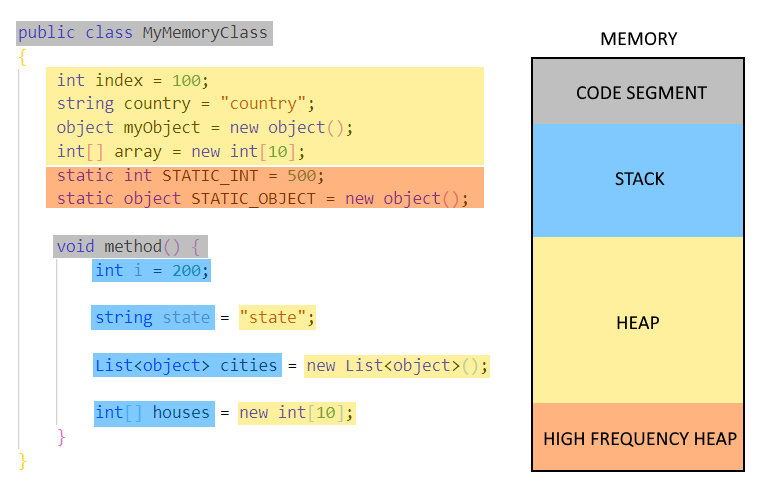 public class MyMemoryClass
{
int index = 100;
string country = "country";
object myObject = new object();
int[] array = new int[10];
static int STATIC_INT = 500;
static object STATIC_OBJECT = new object();
void method() {
int i = 200;
string state = "state";
List<object> cities = new List<object>();
int[] houses = new int[10];
}
}
MEMORY
CODE SEGMENT
STACK
HEAP
HIGH FREQUENCY HEAP